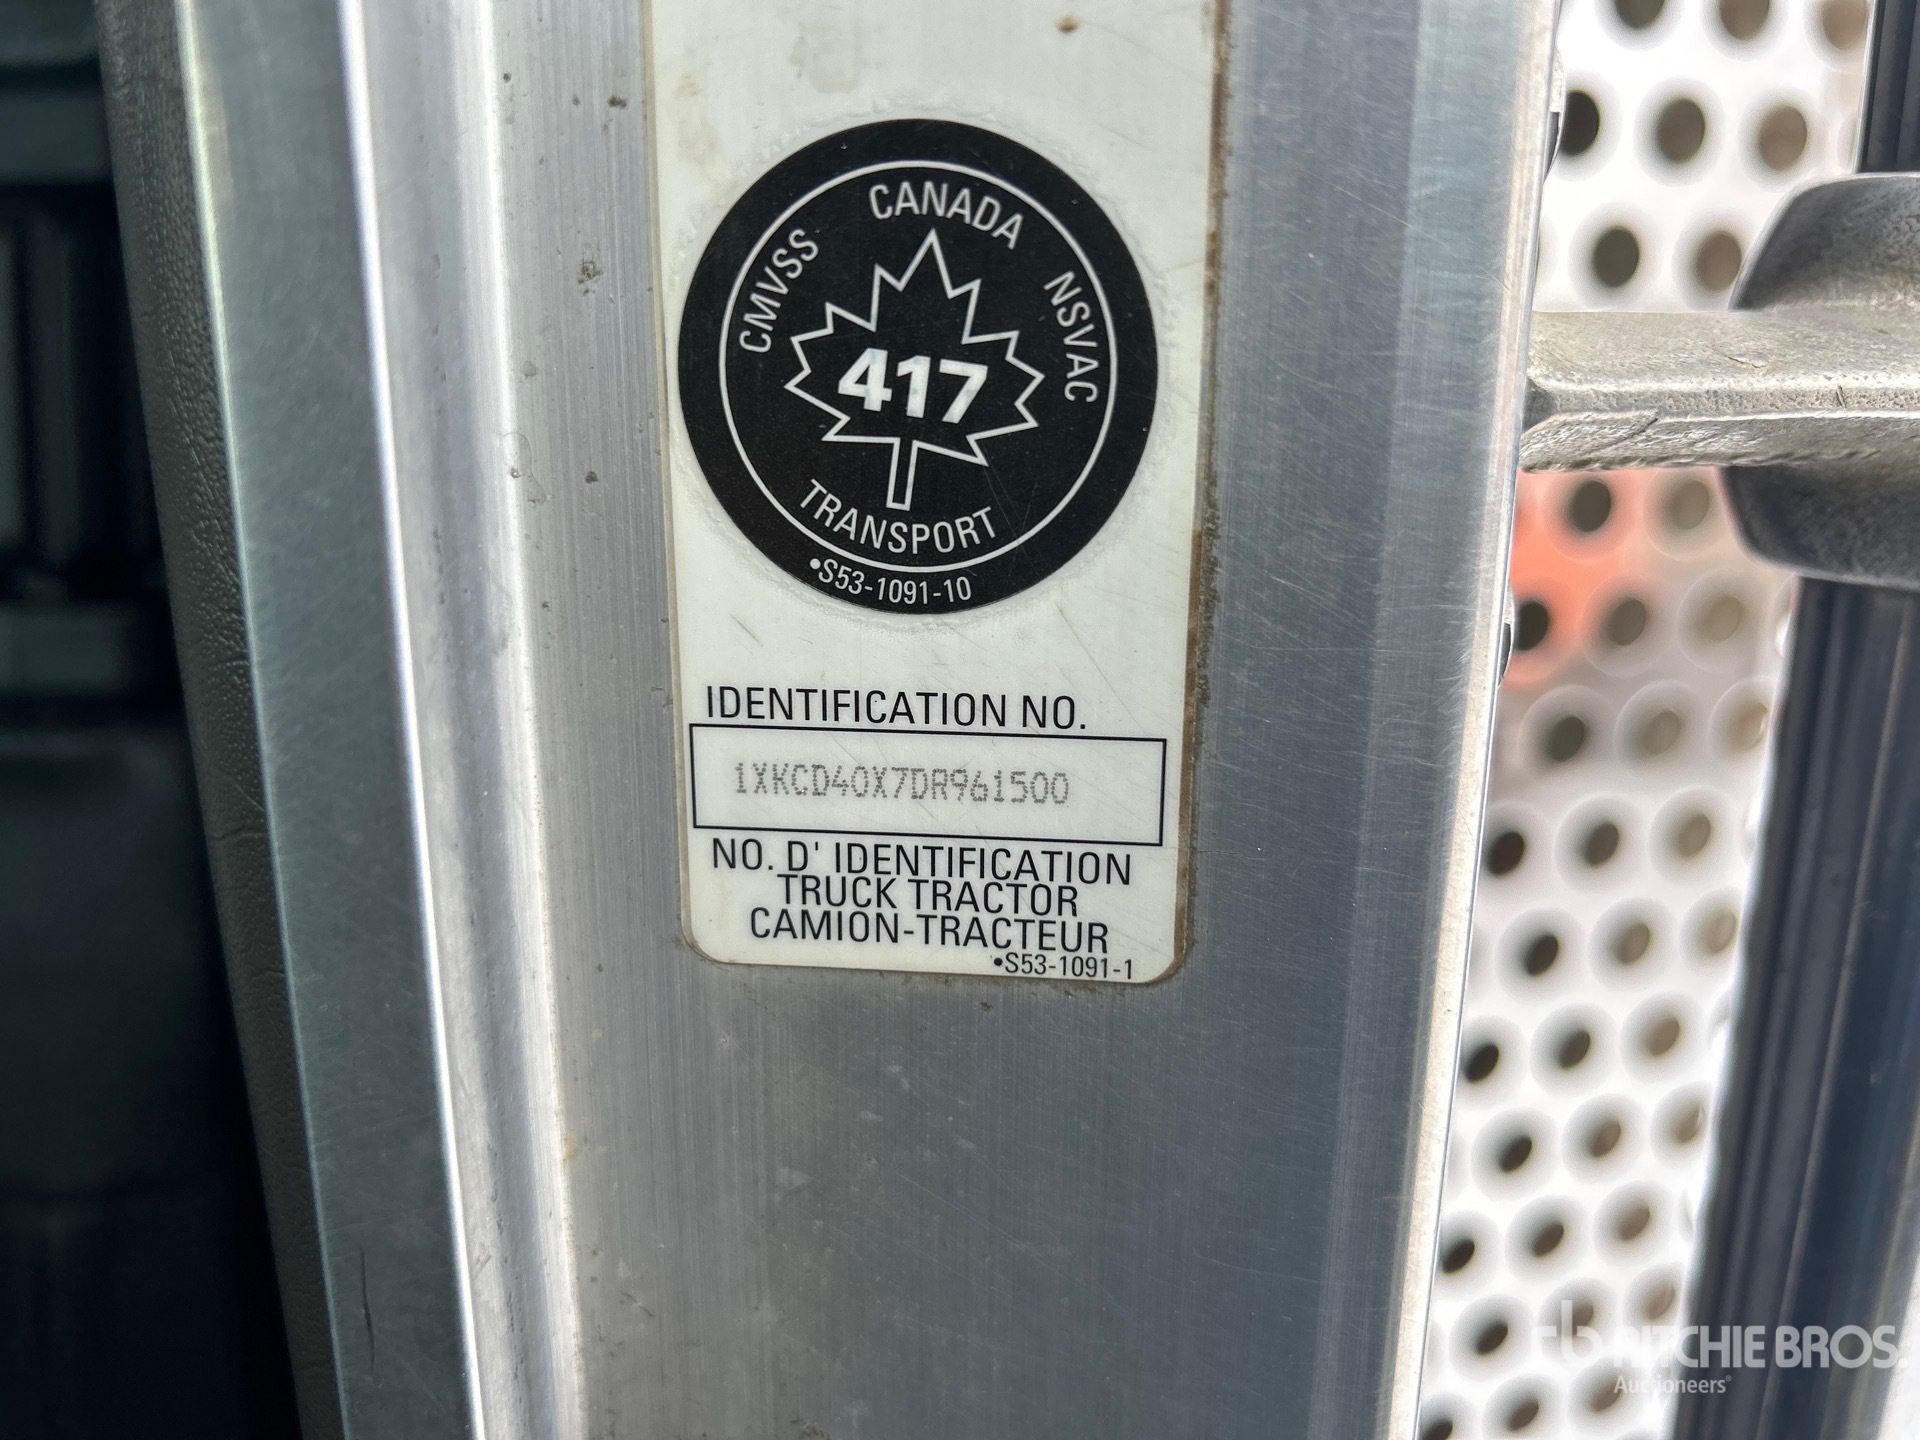 CANADA
CMVSS
NSVAC
417
TRANSPORT
•S53-1091-10
IDENTIFICATION NO.
1XKCD40X7DR961500
NO. D' IDENTIFICATION
TRUCK TRACTOR
CAMION-TRACTEUR
•S53-1091-1
rb RITCHIE BROS.
Auctioneers®